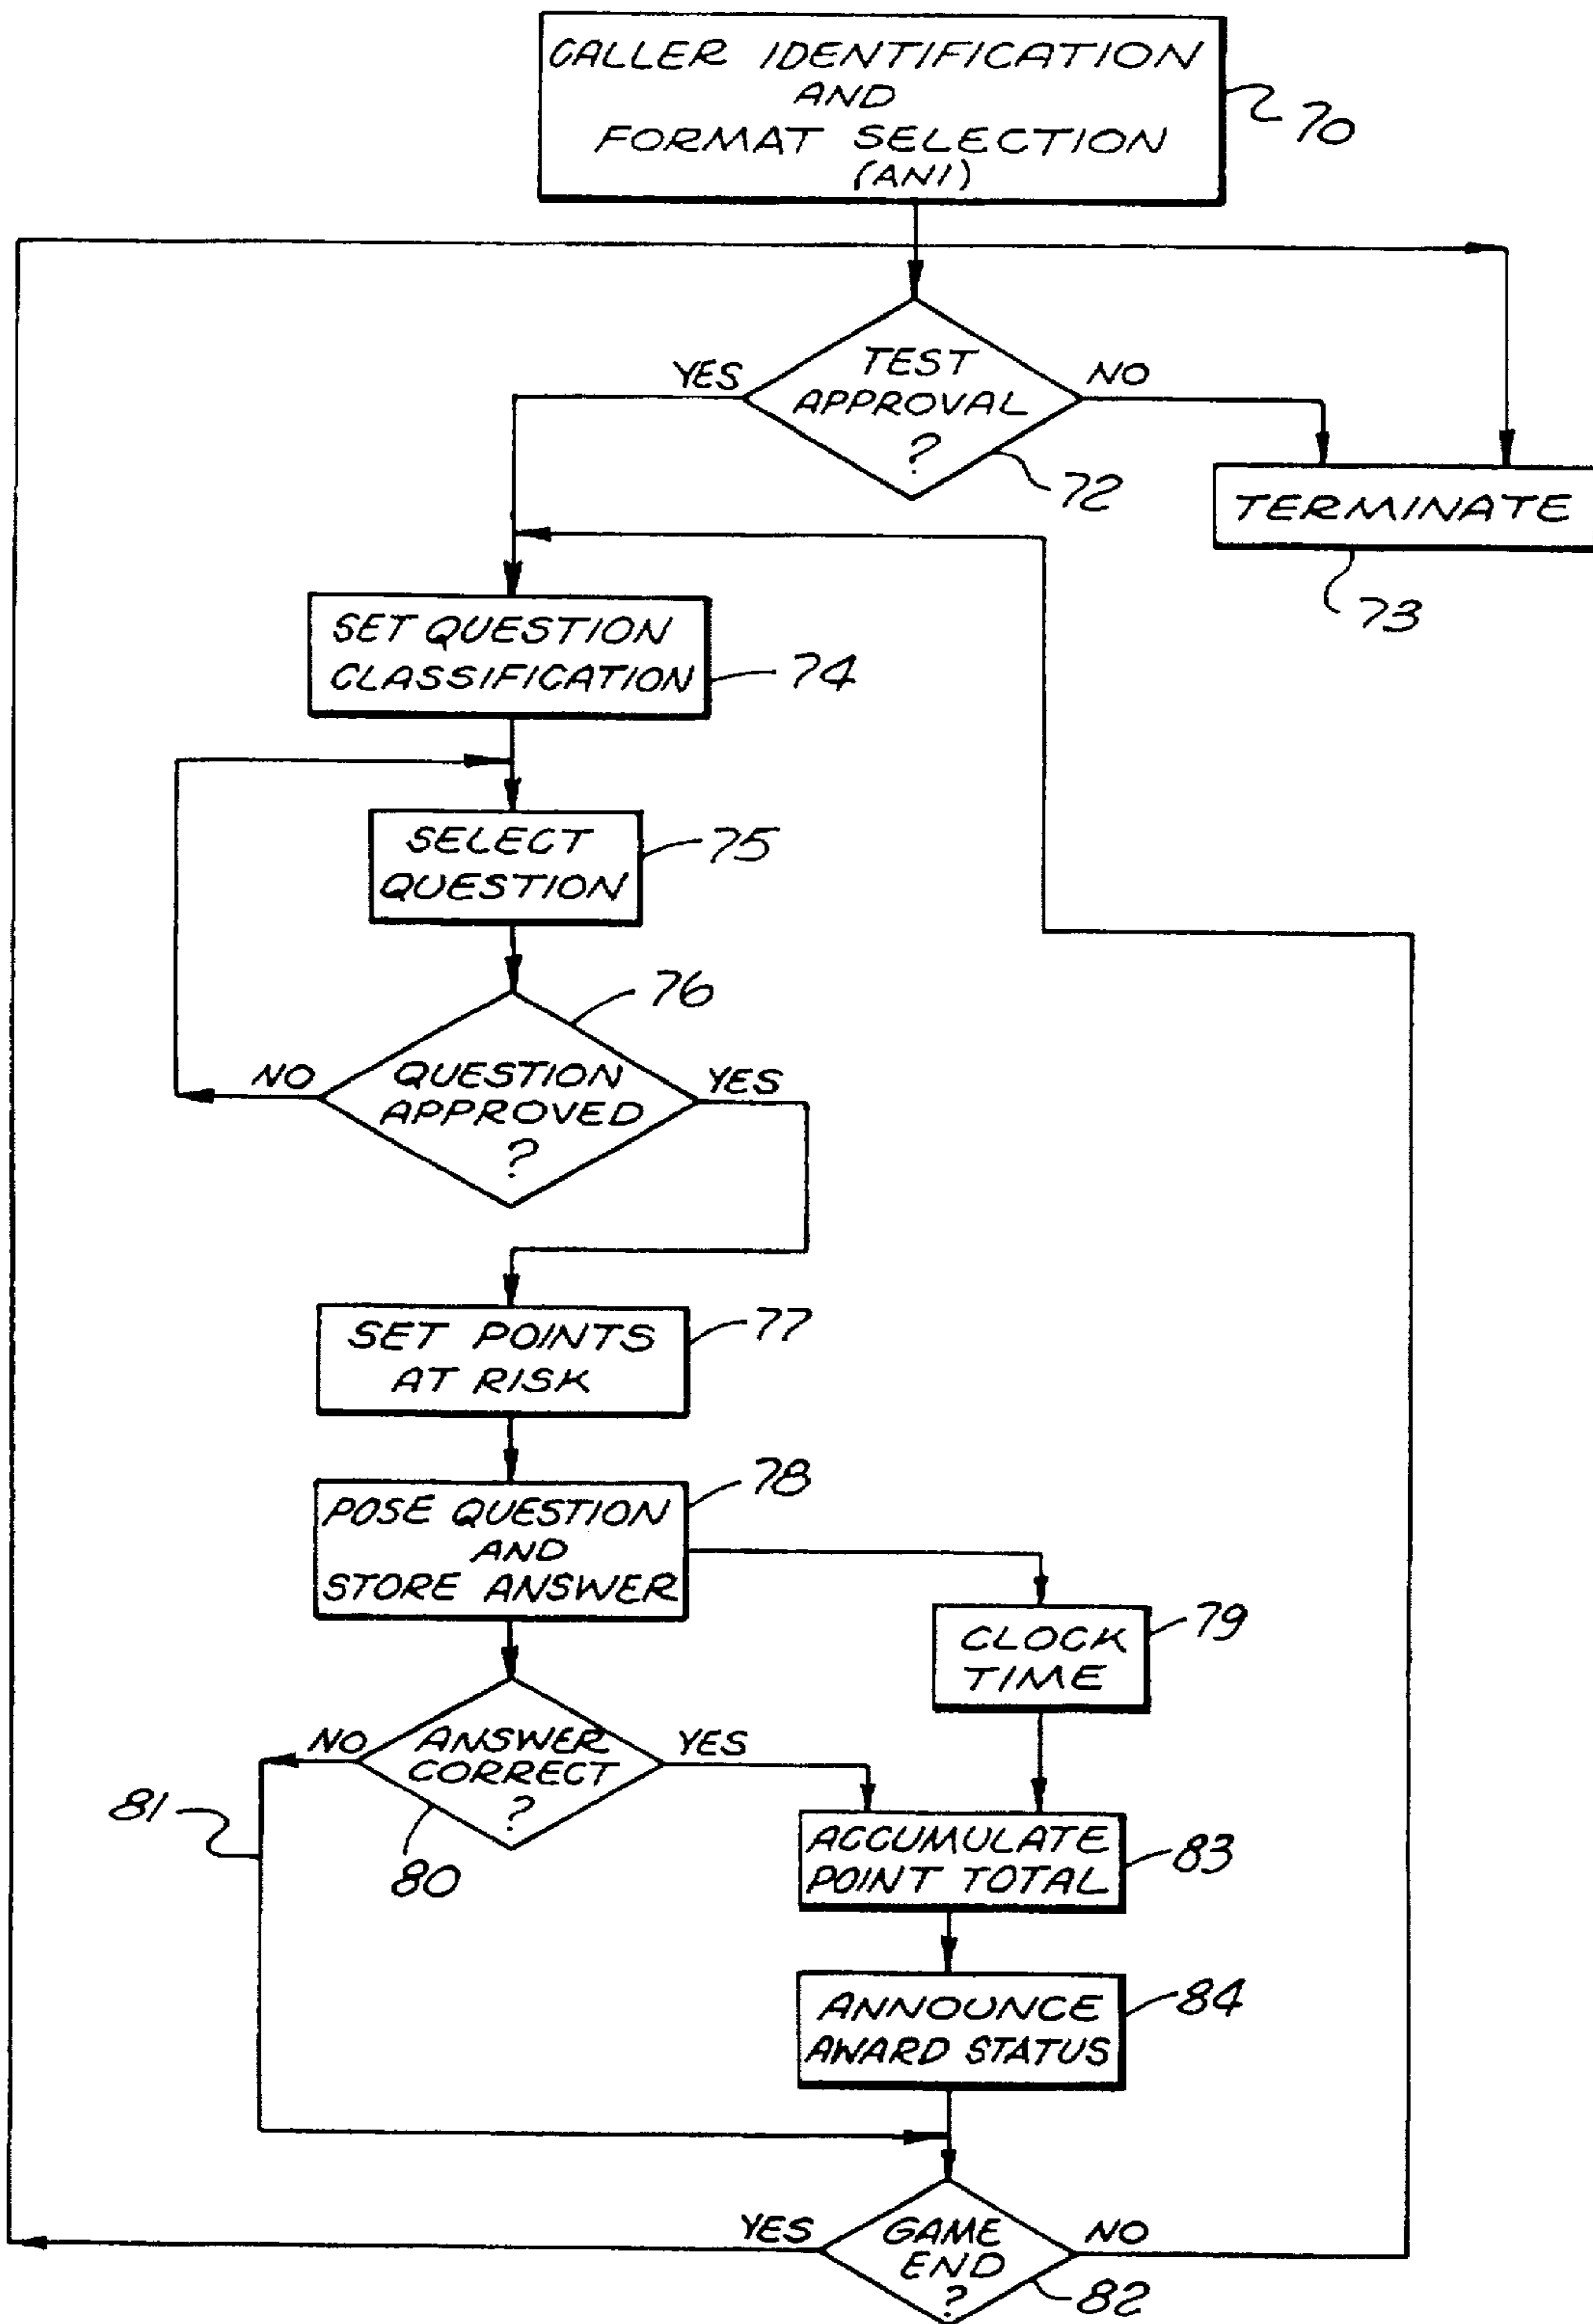 CALLER IDENTIFICATION
AND
FORMAT SELECTION
(ANI)
70
YES
TEST
APPROVAL
?
NO
72
TERMINATE
73
SET QUESTION
CLASSIFICATION
74
SELECT
QUESTION
75
76
NO
QUESTION
APPROVED
?
YES
SET POINTS
AT RISK
77
POSE QUESTION
AND
STORE ANSWER
78
CLOCK
TIME
79
NO
ANSWER
CORRECT
?
YES
81
80
ACCUMULATE
POINT TOTAL
83
ANNOUNCE
AWARD STATUS
84
YES
GAME
END
?
NO
82